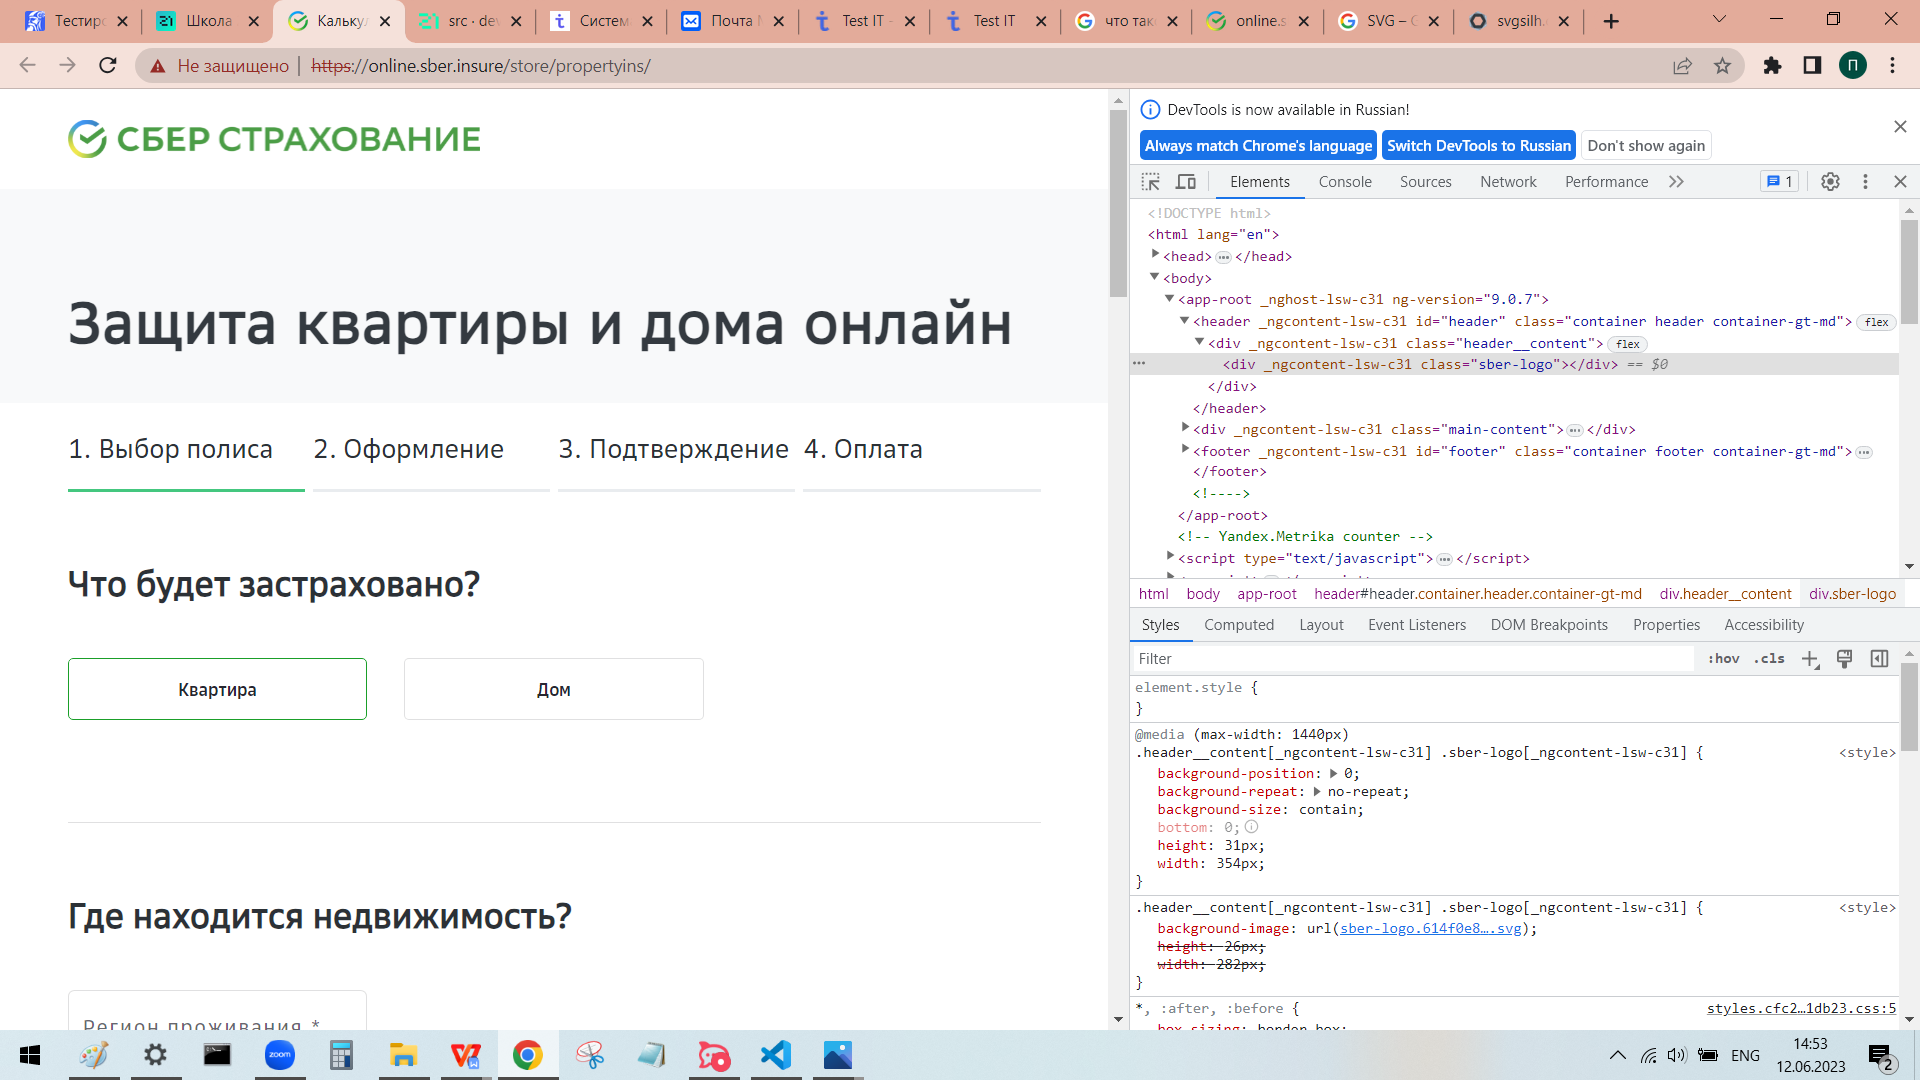 Тестиро
Школа
Кальку
src · dev
Систем
Почта М
Test IT -
Test IT
что так
online.s
SVG – G
svgsilh.
Не защищено | https://online.sber.insure/store/propertyins/
П
СБЕР СТРАХОВАНИЕ
Защита квартиры и дома онлайн
1. Выбор полиса
2. Оформление
3. Подтверждение
4. Оплата
Что будет застраховано?
Квартира
Дом
Где находится недвижимость?
Регион проживания *
DevTools is now available in Russian!
Always match Chrome's language
Switch DevTools to Russian
Don't show again
Elements
Console
Sources
Network
Performance
1
<!DOCTYPE html>
<html lang="en">
<head> ••• </head>
<body>
<app-root _nghost-lsw-c31 ng-version="9.0.7">
<header _ngcontent-lsw-c31 id="header" class="container header container-gt-md"> flex
<div _ngcontent-lsw-c31 class="header__content"> flex
<div _ngcontent-lsw-c31 class="sber-logo"></div> == $0
</div>
</header>
<div _ngcontent-lsw-c31 class="main-content"> ••• </div>
<footer _ngcontent-lsw-c31 id="footer" class="container footer container-gt-md"> •••
</footer>
<!---->
</app-root>
<!-- Yandex.Metrika counter -->
<script type="text/javascript"> ••• </script>
html
body
app-root
header#header.container.header.container-gt-md
div.header__content
div.sber-logo
Styles
Computed
Layout
Event Listeners
DOM Breakpoints
Properties
Accessibility
Filter
:hov
.cls
element.style {
}
@media (max-width: 1440px)
.header__content[_ngcontent-lsw-c31] .sber-logo[_ngcontent-lsw-c31] { <style>
background-position: 0;
background-repeat: no-repeat;
background-size: contain;
bottom: 0;
height: 31px;
width: 354px;
}
.header__content[_ngcontent-lsw-c31] .sber-logo[_ngcontent-lsw-c31] { <style>
background-image: url(sber-logo.614f0e8….svg);
height: 26px;
width: 282px;
}
*, :after, :before { styles.cfc2…1db23.css:5
box-sizing: border-box;
zoom
ENG
14:53
12.06.2023
2